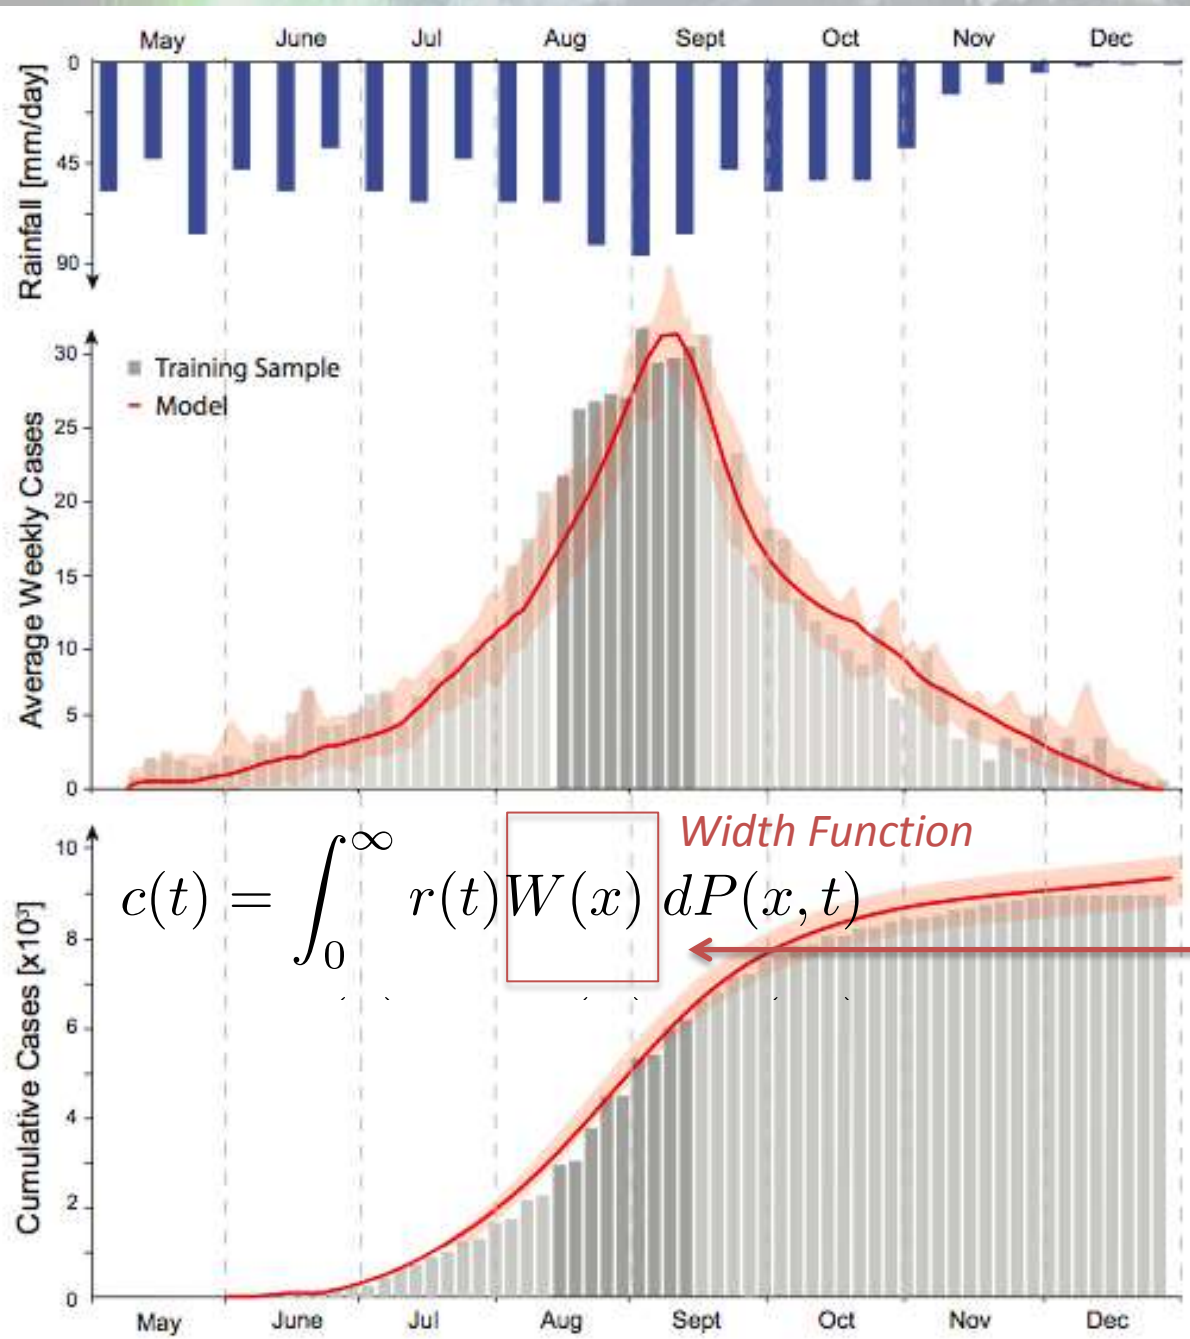 May June Jul Aug Sept Oct Nov Dec
Rainfall [mm/day]
0
45
90
Average Weekly Cases
30
25
20
15
10
5
0
Training Sample
Model
Width Function
c(t) = ∫₀^∞ r(t)W(x) dP(x, t)
Cumulative Cases [x10³]
10
8
6
4
2
0
May June Jul Aug Sept Oct Nov Dec